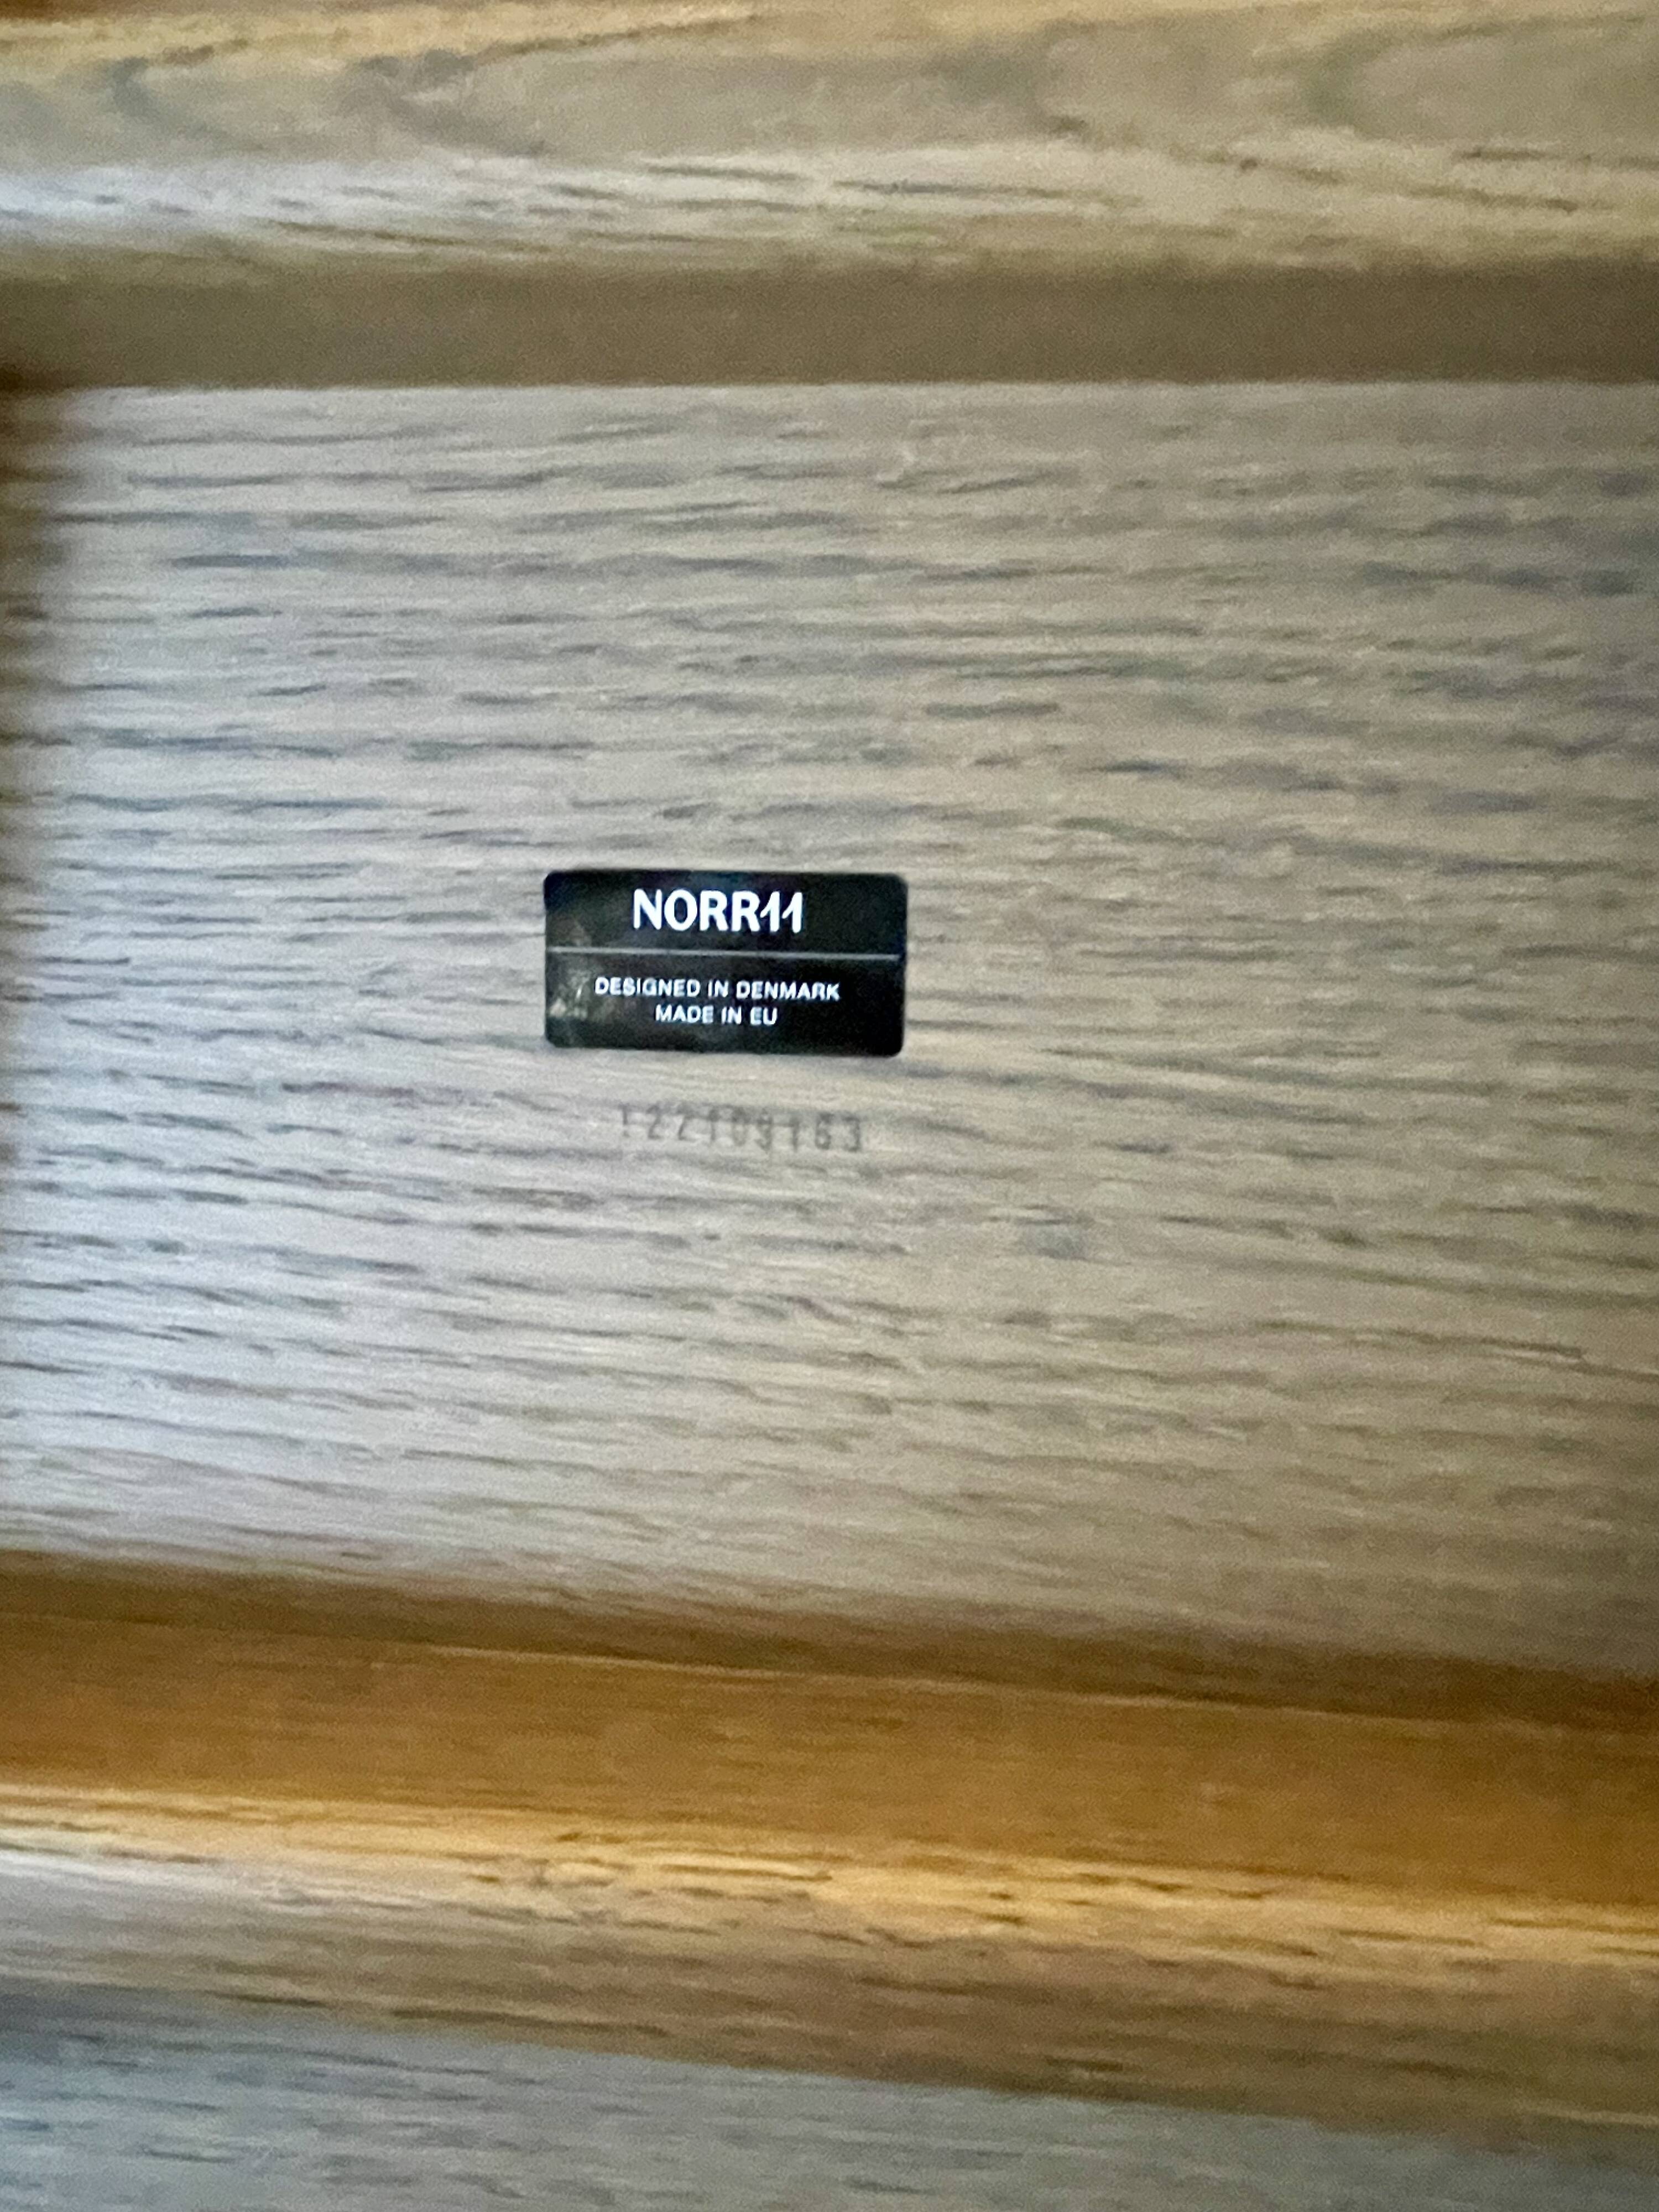 NORR11
DESIGNED IN DENMARK
MADE IN EU
122109163